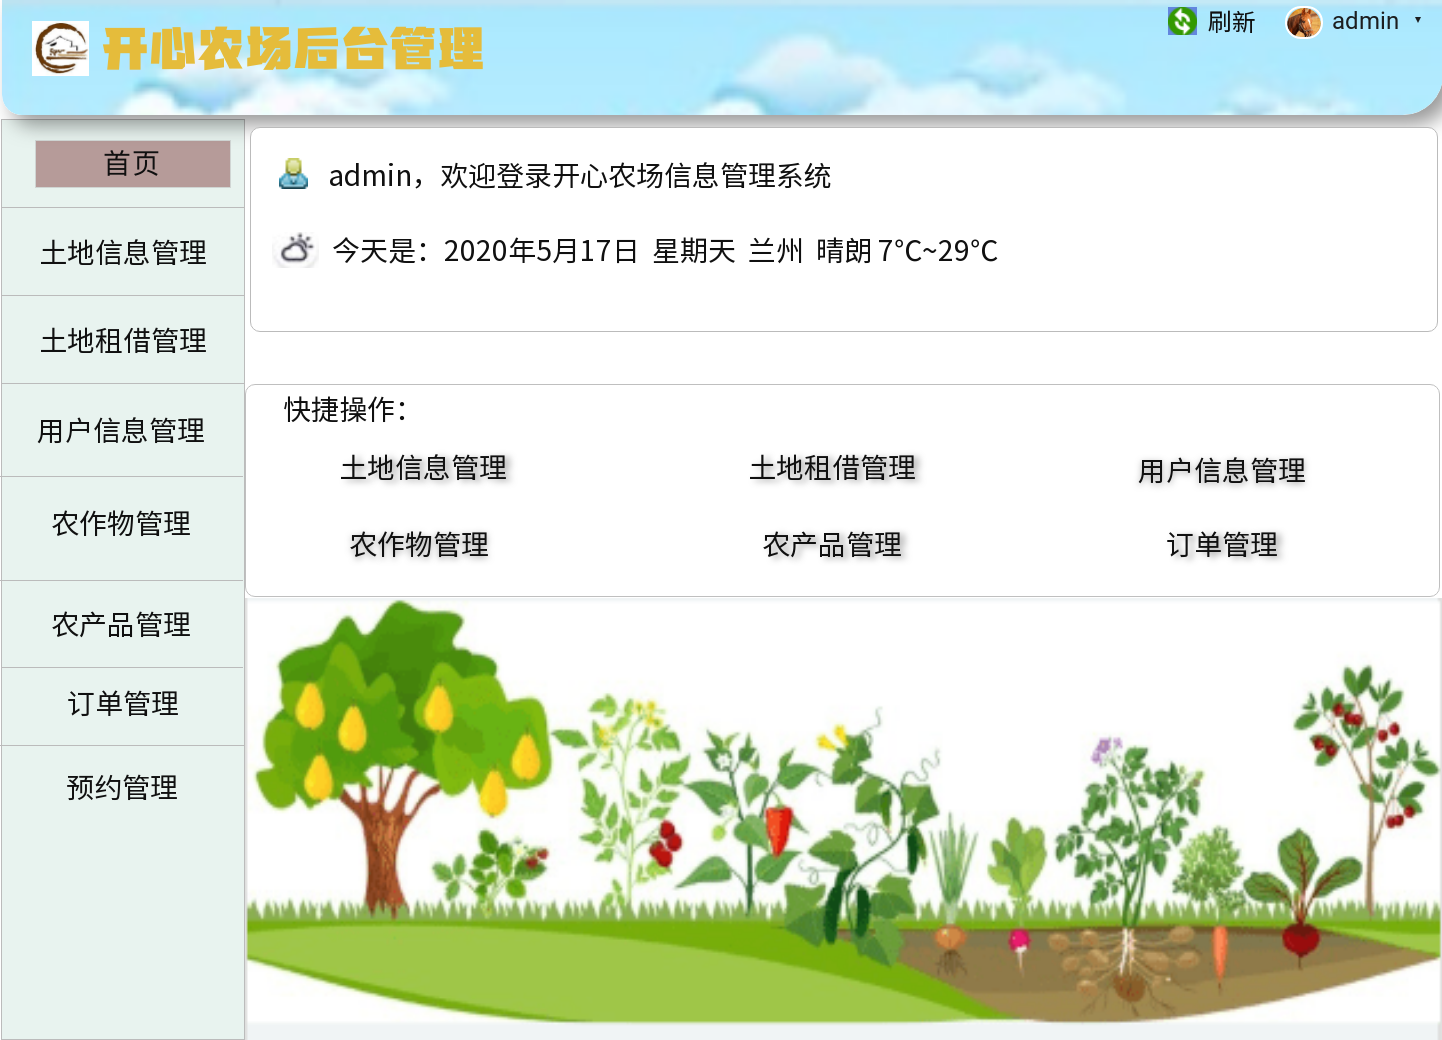 开心农场后台管理
刷新
admin
首页
土地信息管理
土地租借管理
用户信息管理
农作物管理
农产品管理
订单管理
预约管理
admin，欢迎登录开心农场信息管理系统
今天是：2020年5月17日 星期天 兰州 晴朗 7℃~29℃
快捷操作：
土地信息管理 土地租借管理 用户信息管理
农作物管理 农产品管理 订单管理